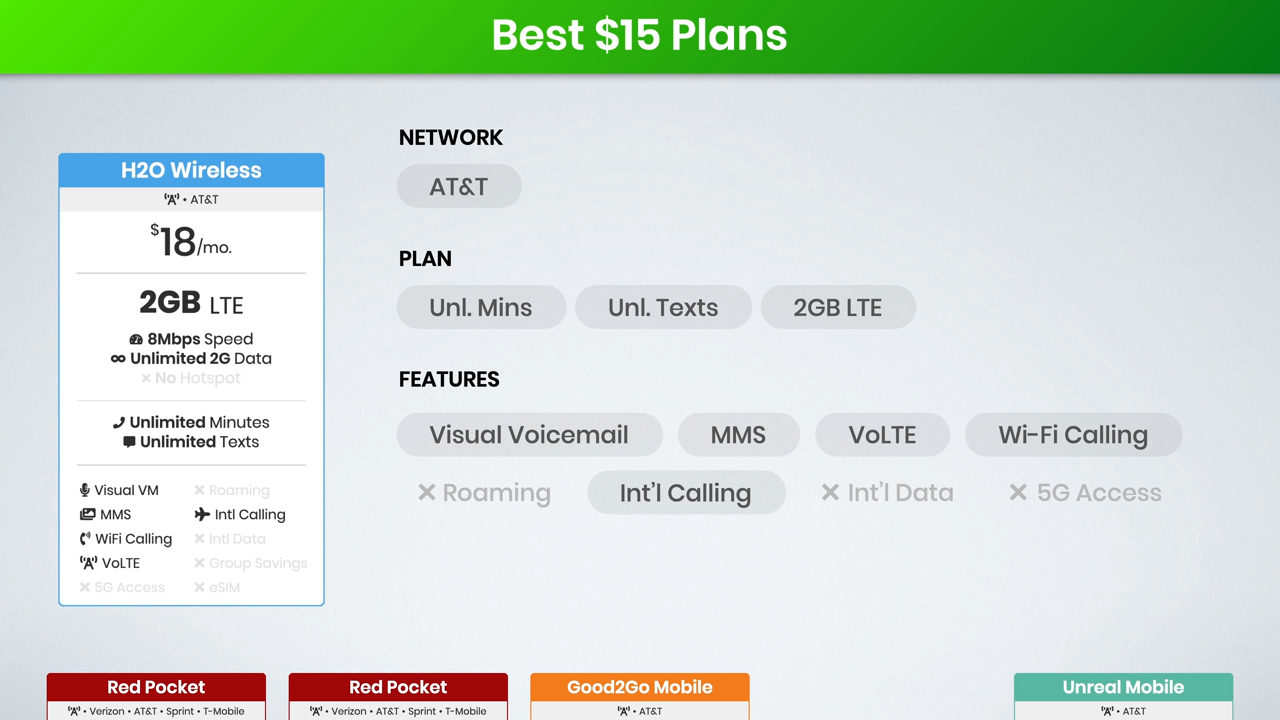 Best $15 Plans
H2O Wireless
• AT&T
$18/mo.
2GB LTE
8Mbps Speed
Unlimited 2G Data
No Hotspot
Unlimited Minutes
Unlimited Texts
Visual VM Roaming
MMS Intl Calling
WiFi Calling Intl Data
VoLTE Group Savings
5G Access eSIM
NETWORK
AT&T
PLAN
Unl. Mins Unl. Texts 2GB LTE
FEATURES
Visual Voicemail MMS VoLTE Wi-Fi Calling
Roaming Int'l Calling Int'l Data 5G Access
Red Pocket Red Pocket Good2Go Mobile Unreal Mobile
• Verizon • AT&T • Sprint • T-Mobile • Verizon • AT&T • Sprint • T-Mobile • AT&T • AT&T